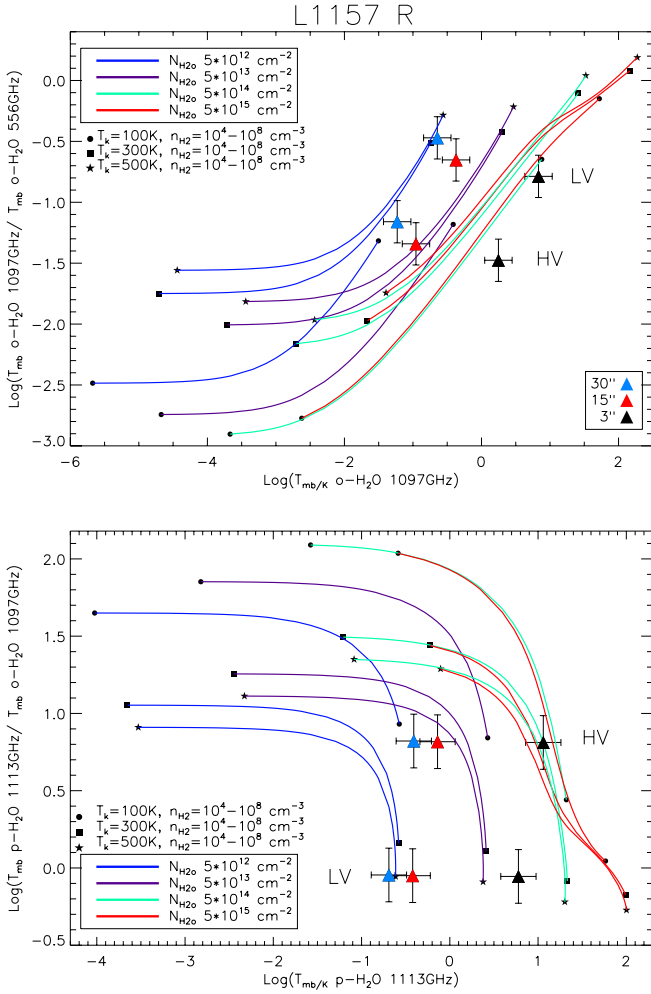 L1157 R
Log(T_mb o-H2O 1097GHz/ T_mb o-H2O 556GHz)
0.0
-0.5
-1.0
-1.5
-2.0
-2.5
-3.0
N_H2o 5*10^12 cm^-2
N_H2o 5*10^13 cm^-2
N_H2o 5*10^14 cm^-2
N_H2o 5*10^15 cm^-2
T_k=100K, n_H2=10^4-10^8 cm^-3
T_k=300K, n_H2=10^4-10^8 cm^-3
T_k=500K, n_H2=10^4-10^8 cm^-3
LV
HV
30"
15"
3"
-6 -4 -2 0 2
Log(T_mb/K o-H2O 1097GHz)
Log(T_mb p-H2O 1113GHz/ T_mb o-H2O 1097GHz)
2.0
1.5
1.0
0.5
0.0
-0.5
HV
T_k=100K, n_H2=10^4-10^8 cm^-3
T_k=300K, n_H2=10^4-10^8 cm^-3
T_k=500K, n_H2=10^4-10^8 cm^-3
LV
N_H2o 5*10^12 cm^-2
N_H2o 5*10^13 cm^-2
N_H2o 5*10^14 cm^-2
N_H2o 5*10^15 cm^-2
-4 -3 -2 -1 0 1 2
Log(T_mb/K p-H2O 1113GHz)